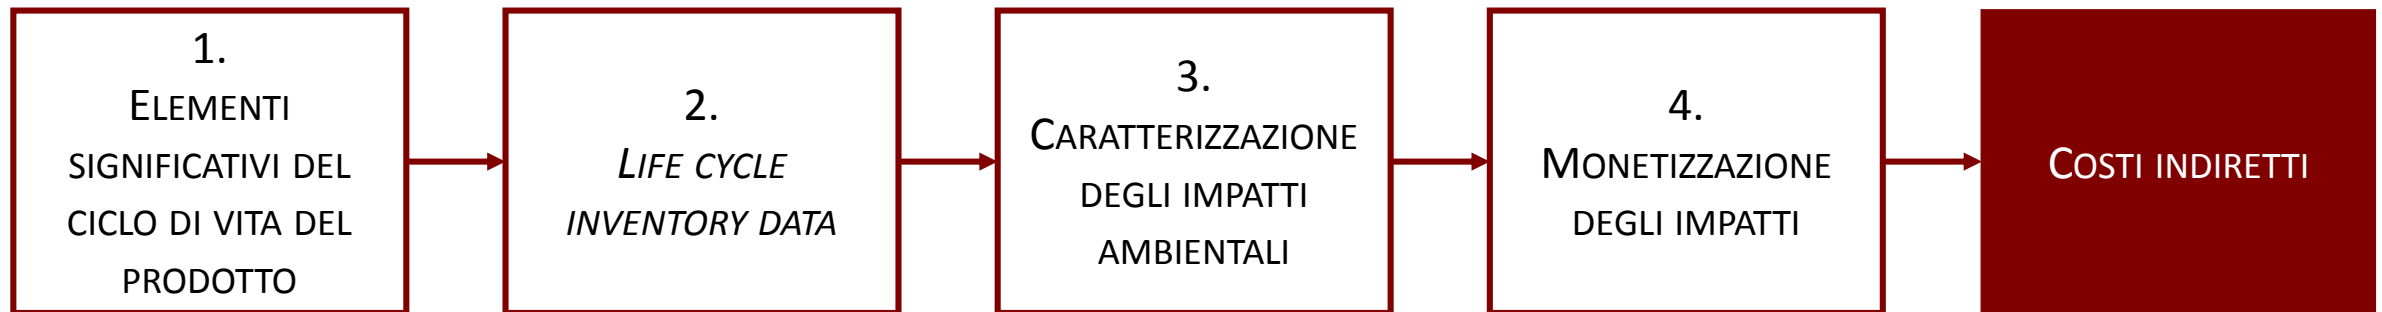 1.
Elementi
significativi del
ciclo di vita del
prodotto
2.
Life cycle
inventory data
3.
Caratterizzazione
degli impatti
ambientali
4.
Monetizzazione
degli impatti
Costi indiretti